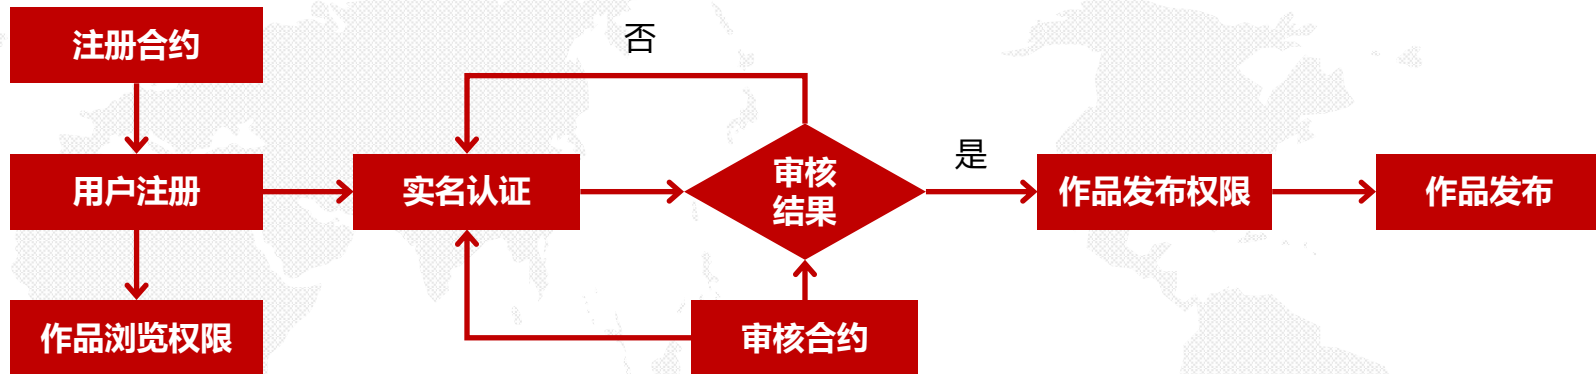 注册合约
否
是
用户注册
实名认证
审核
结果
作品发布权限
作品发布
作品浏览权限
审核合约